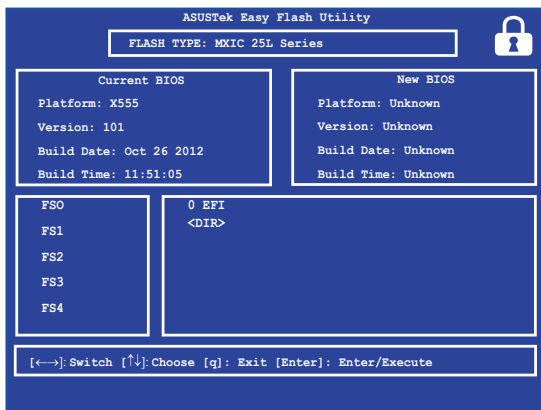 ASUSTek Easy Flash Utility
FLASH TYPE: MXIC 25L Series
Current BIOS
Platform: X555
Version: 101
Build Date: Oct 26 2012
Build Time: 11:51:05
New BIOS
Platform: Unknown
Version: Unknown
Build Date: Unknown
Build Time: Unknown
FSO
FS1
FS2
FS3
FS4
0 EFI
<DIR>
[←→]: Switch [↑↓]: Choose [q]: Exit [Enter]: Enter/Execute